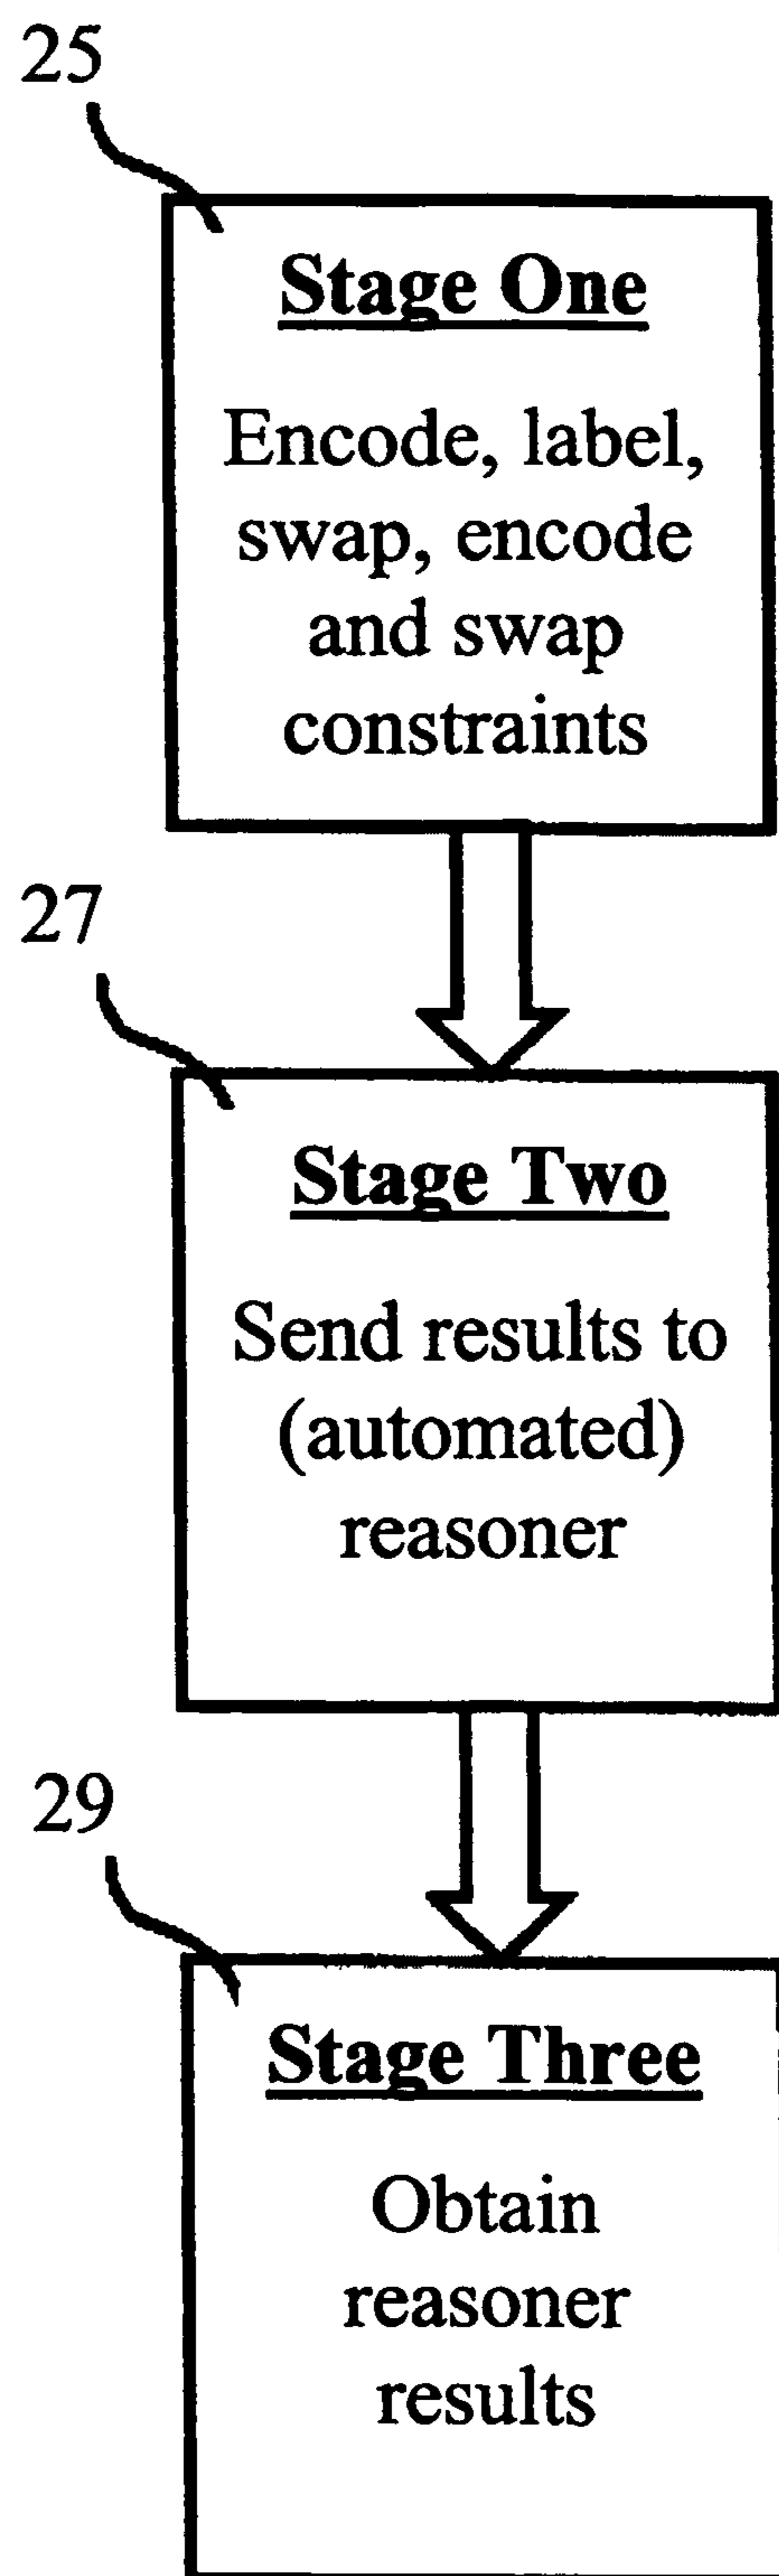 25
Stage One
Encode, label,
swap, encode
and swap
constraints
27
Stage Two
Send results to
(automated)
reasoner
29
Stage Three
Obtain
reasoner
results